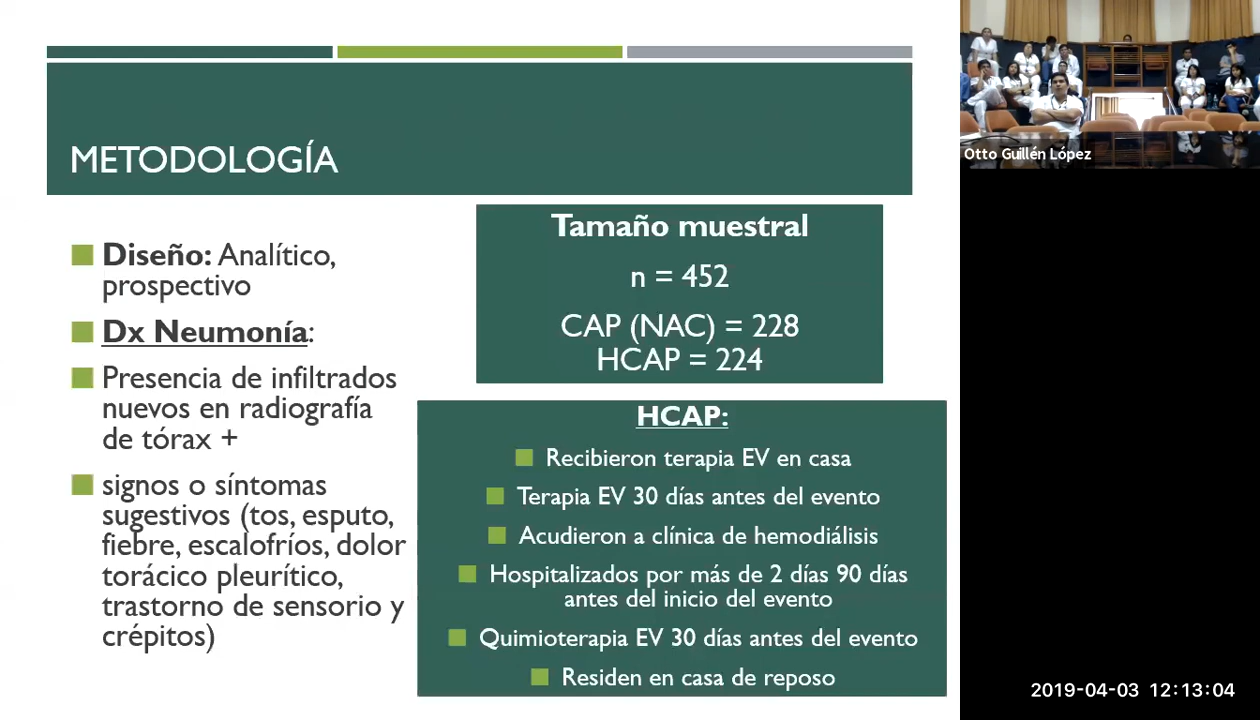 METODOLOGÍA
Diseño: Analítico,
prospectivo
Dx Neumonía:
Presencia de infiltrados
nuevos en radiografía
de tórax +
signos o síntomas
sugestivos (tos, esputo,
fiebre, escalofríos, dolor
torácico pleurítico,
trastorno de sensorio y
crépitos)
Tamaño muestral
n = 452
CAP (NAC) = 228
HCAP = 224
HCAP:
Recibieron terapia EV en casa
Terapia EV 30 días antes del evento
Acudieron a clínica de hemodiálisis
Hospitalizados por más de 2 días 90 días
antes del inicio del evento
Quimioterapia EV 30 días antes del evento
Residen en casa de reposo
Otto Guillén López
2019-04-03 12:13:04